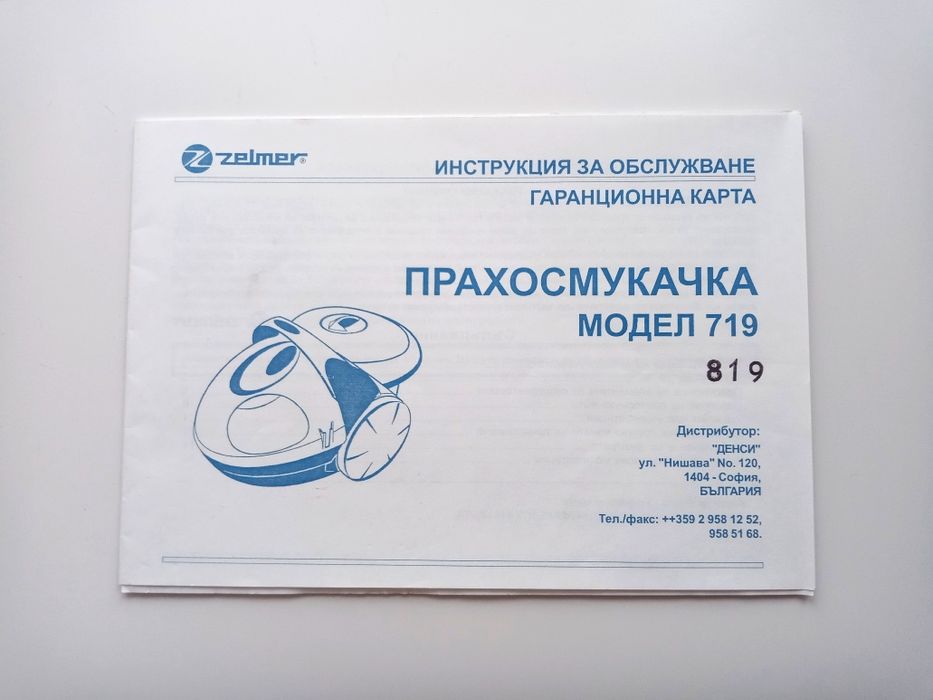 zelmer®
ИНСТРУКЦИЯ ЗА ОБСЛУЖВАНЕ
ГАРАНЦИОННА КАРТА
ПРАХОСМУКАЧКА
МОДЕЛ 719
819
Дистрибутор:
"ДЕНСИ"
ул. "Нишава" No. 120,
1404 - София,
БЪЛГАРИЯ
Тел./факс: ++359 2 958 12 52,
958 51 68.